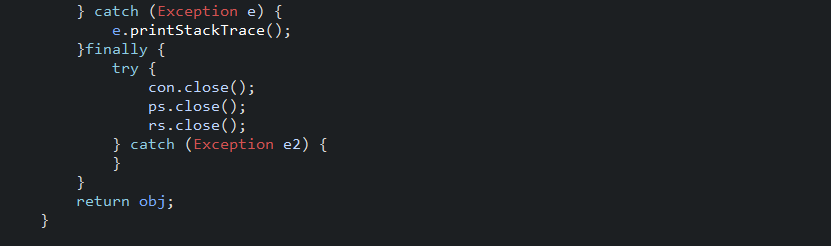 } catch (Exception e) {
e.printStackTrace();
}finally {
try {
con.close();
ps.close();
rs.close();
} catch (Exception e2) {
}
}
return obj;
}